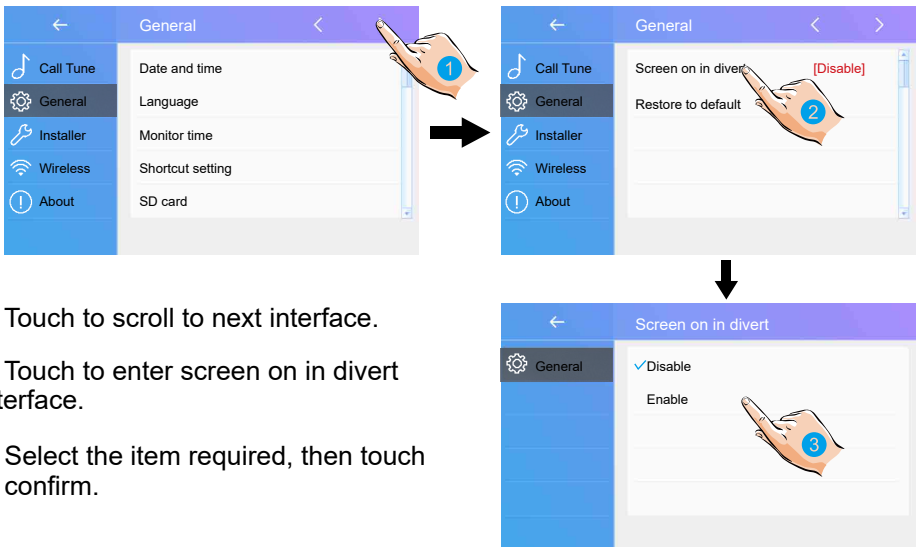 General
Call Tune
General
Installer
Wireless
About
Date and time
Language
Monitor time
Shortcut setting
SD card
1
General
Call Tune
General
Installer
Wireless
About
Screen on in diver [Disable]
Restore to default
2
Touch to scroll to next interface.
Touch to enter screen on in divert
terface.
Select the item required, then touch
confirm.
Screen on in divert
General
Disable
Enable
3